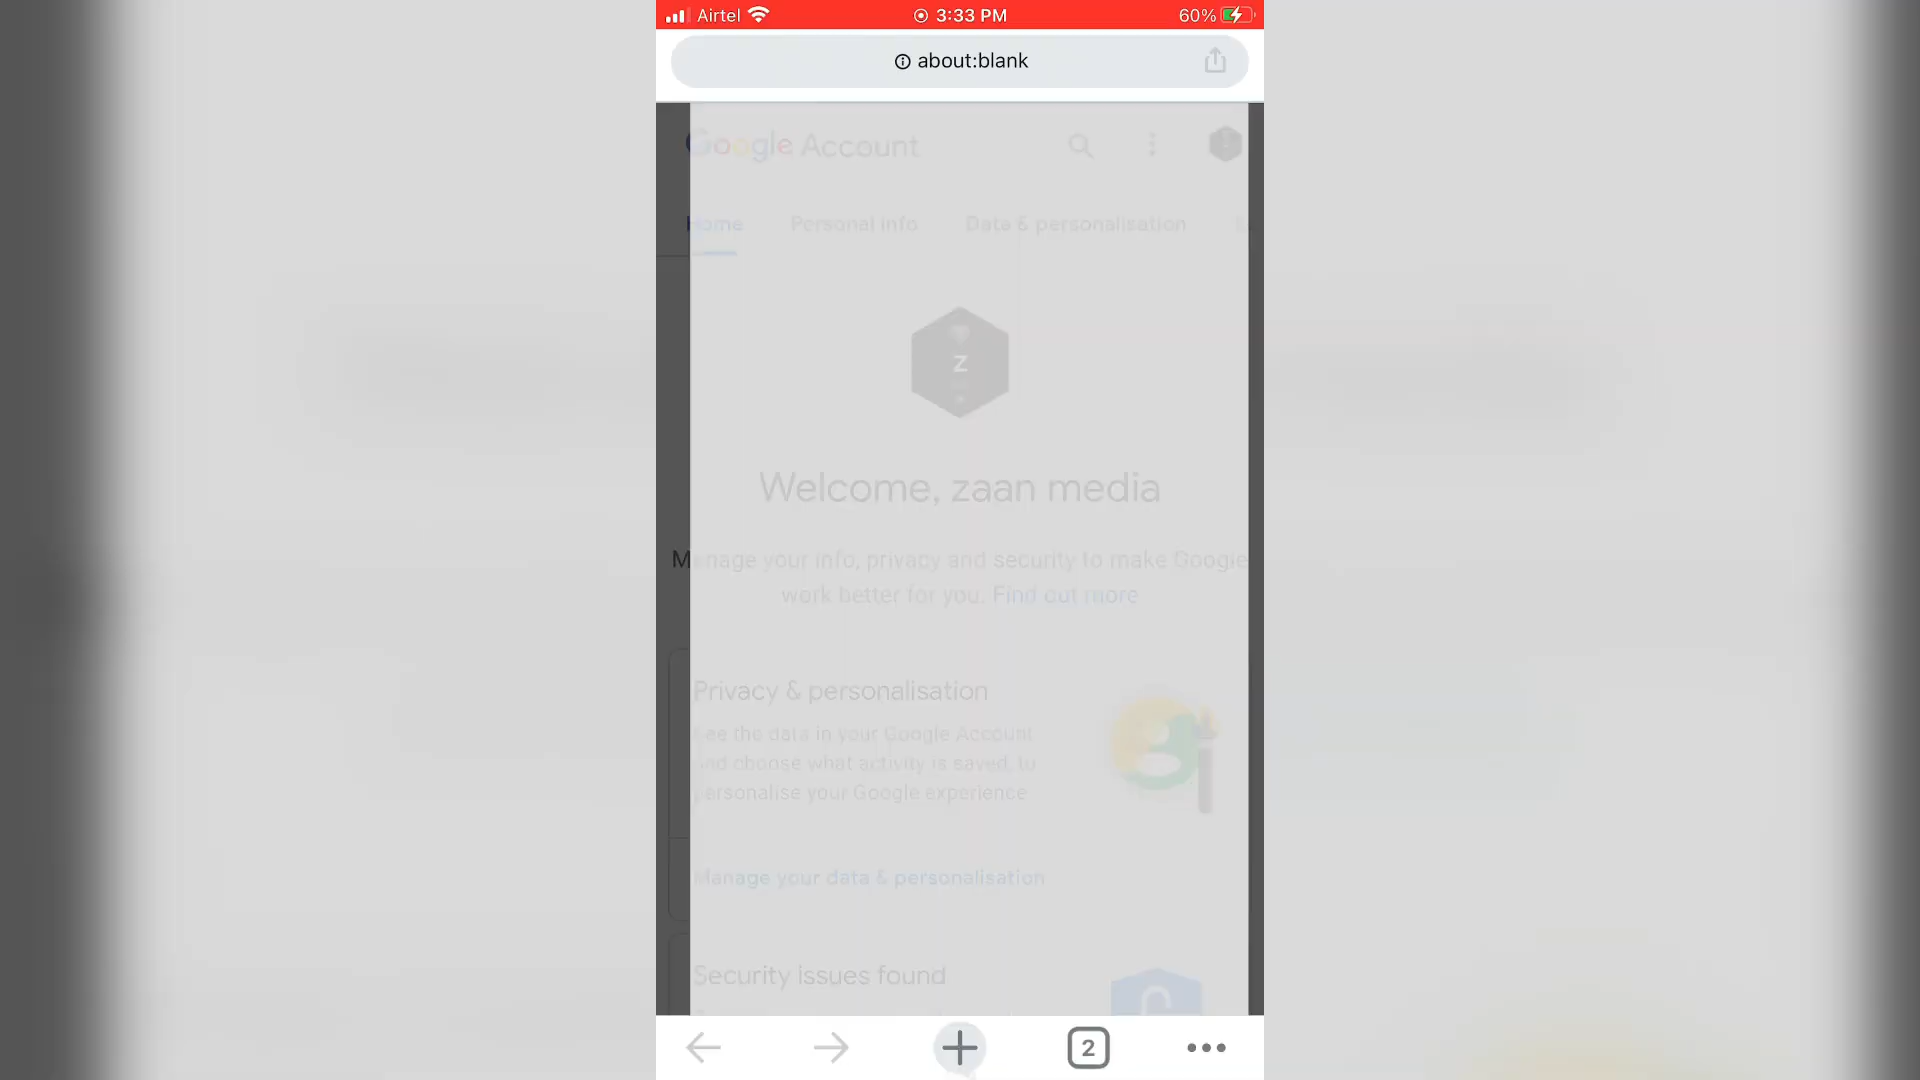 Airtel 3:33 PM 60%
about:blank
Google Account
Home Personal info Data & personalisation
Z
Welcome, zaan media
Manage your info, privacy and security to make Google
work better for you. Find out more
Privacy & personalisation
See the data in your Google Account
and choose what activity is saved, to
personalise your Google experience
Manage your data & personalisation
Security issues found
2